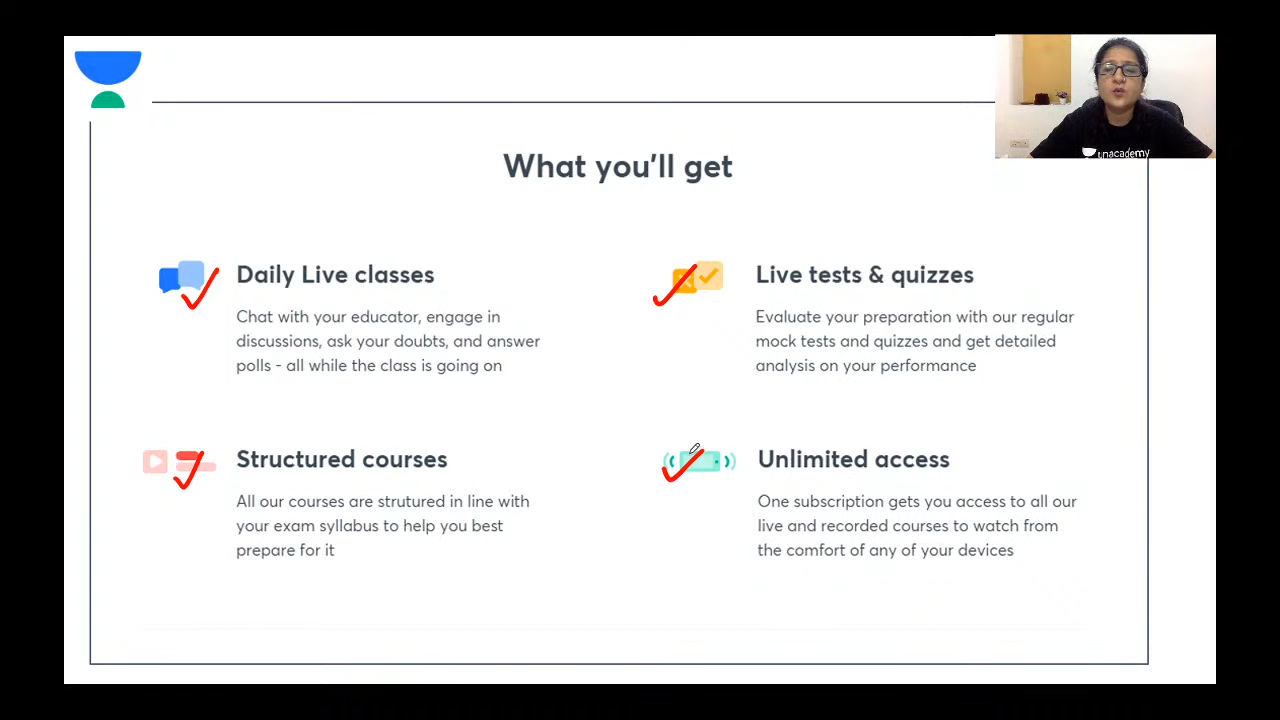 unacademy
What you'll get
Daily Live classes
Chat with your educator, engage in
discussions, ask your doubts, and answer
polls - all while the class is going on
Live tests & quizzes
Evaluate your preparation with our regular
mock tests and quizzes and get detailed
analysis on your performance
Structured courses
All our courses are strutured in line with
your exam syllabus to help you best
prepare for it
Unlimited access
One subscription gets you access to all our
live and recorded courses to watch from
the comfort of any of your devices